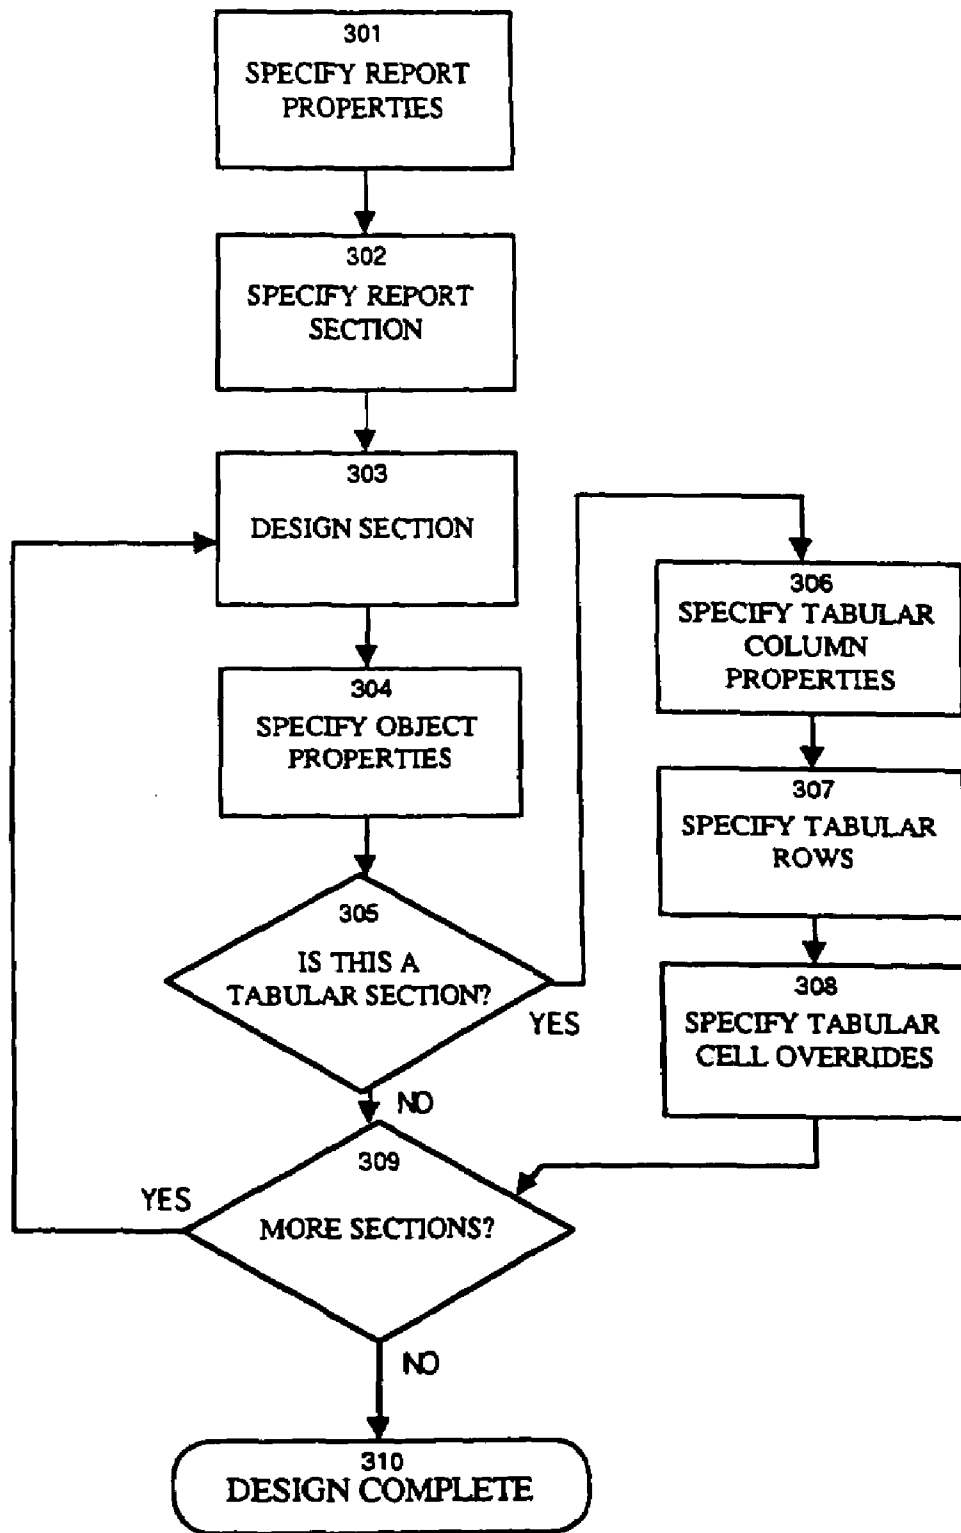 301
SPECIFY REPORT
PROPERTIES
302
SPECIFY REPORT
SECTION
303
DESIGN SECTION
304
SPECIFY OBJECT
PROPERTIES
305
IS THIS A
TABULAR SECTION?
YES
NO
306
SPECIFY TABULAR
COLUMN
PROPERTIES
307
SPECIFY TABULAR
ROWS
308
SPECIFY TABULAR
CELL OVERRIDES
309
MORE SECTIONS?
YES
NO
310
DESIGN COMPLETE